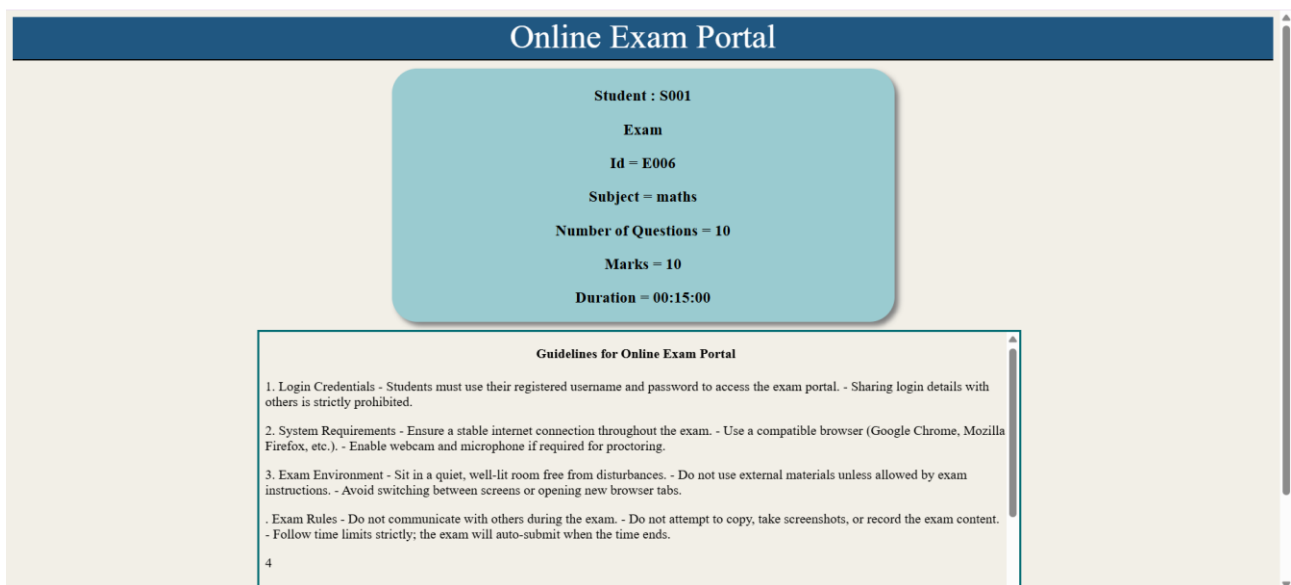 Online Exam Portal
Student : S001
Exam
Id = E006
Subject = maths
Number of Questions = 10
Marks = 10
Duration = 00:15:00
Guidelines for Online Exam Portal
1. Login Credentials - Students must use their registered username and password to access the exam portal. - Sharing login details with
others is strictly prohibited.
2. System Requirements - Ensure a stable internet connection throughout the exam. - Use a compatible browser (Google Chrome, Mozilla
Firefox, etc.). - Enable webcam and microphone if required for proctoring.
3. Exam Environment - Sit in a quiet, well-lit room free from disturbances. - Do not use external materials unless allowed by exam
instructions. - Avoid switching between screens or opening new browser tabs.
. Exam Rules - Do not communicate with others during the exam. - Do not attempt to copy, take screenshots, or record the exam content.
- Follow time limits strictly; the exam will auto-submit when the time ends.
4